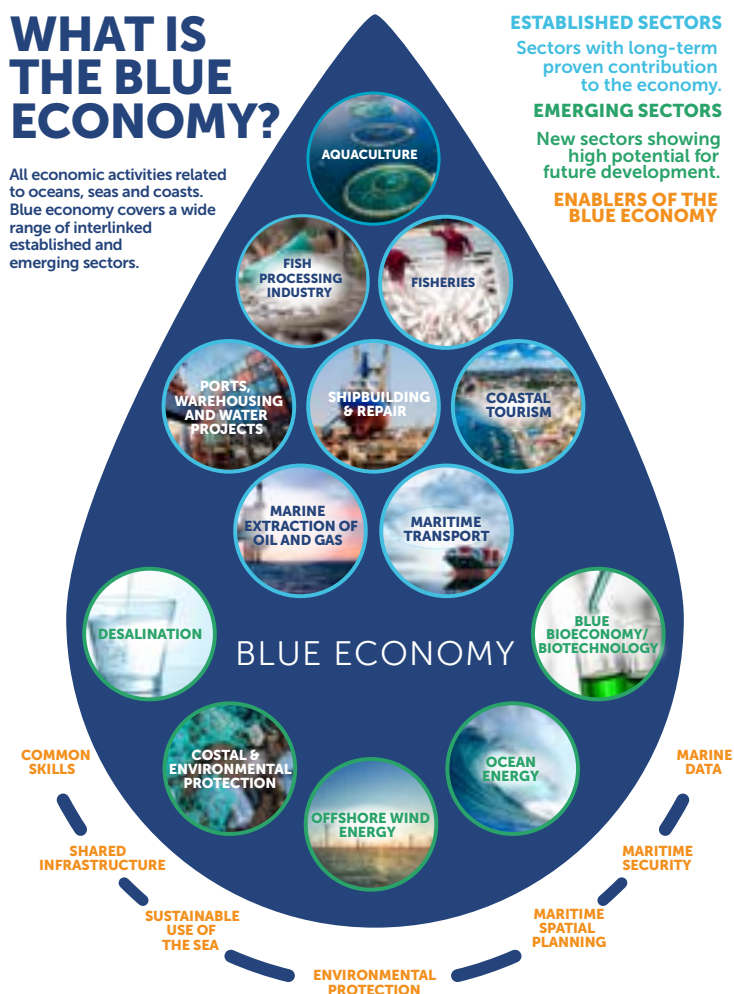 WHAT IS
THE BLUE
ECONOMY?
All economic activities related
to oceans, seas and coasts.
Blue economy covers a wide
range of interlinked
established and
emerging sectors.
ESTABLISHED SECTORS
Sectors with long-term
proven contribution
to the economy.
EMERGING SECTORS
New sectors showing
high potential for
future development.
ENABLERS OF THE
BLUE ECONOMY
AQUACULTURE
FISH
PROCESSING
INDUSTRY
FISHERIES
PORTS,
WAREHOUSING
AND WATER
PROJECTS
SHIPBUILDING
& REPAIR
COASTAL
TOURISM
MARINE
EXTRACTION OF
OIL AND GAS
MARITIME
TRANSPORT
DESALINATION
BLUE ECONOMY
BLUE
BIOECONOMY/
BIOTECHNOLOGY
COSTAL &
ENVIRONMENTAL
PROTECTION
OFFSHORE WIND
ENERGY
OCEAN
ENERGY
COMMON
SKILLS
SHARED
INFRASTRUCTURE
SUSTAINABLE
USE OF
THE SEA
ENVIRONMENTAL
PROTECTION
MARITIME
SPATIAL
PLANNING
MARITIME
SECURITY
MARINE
DATA